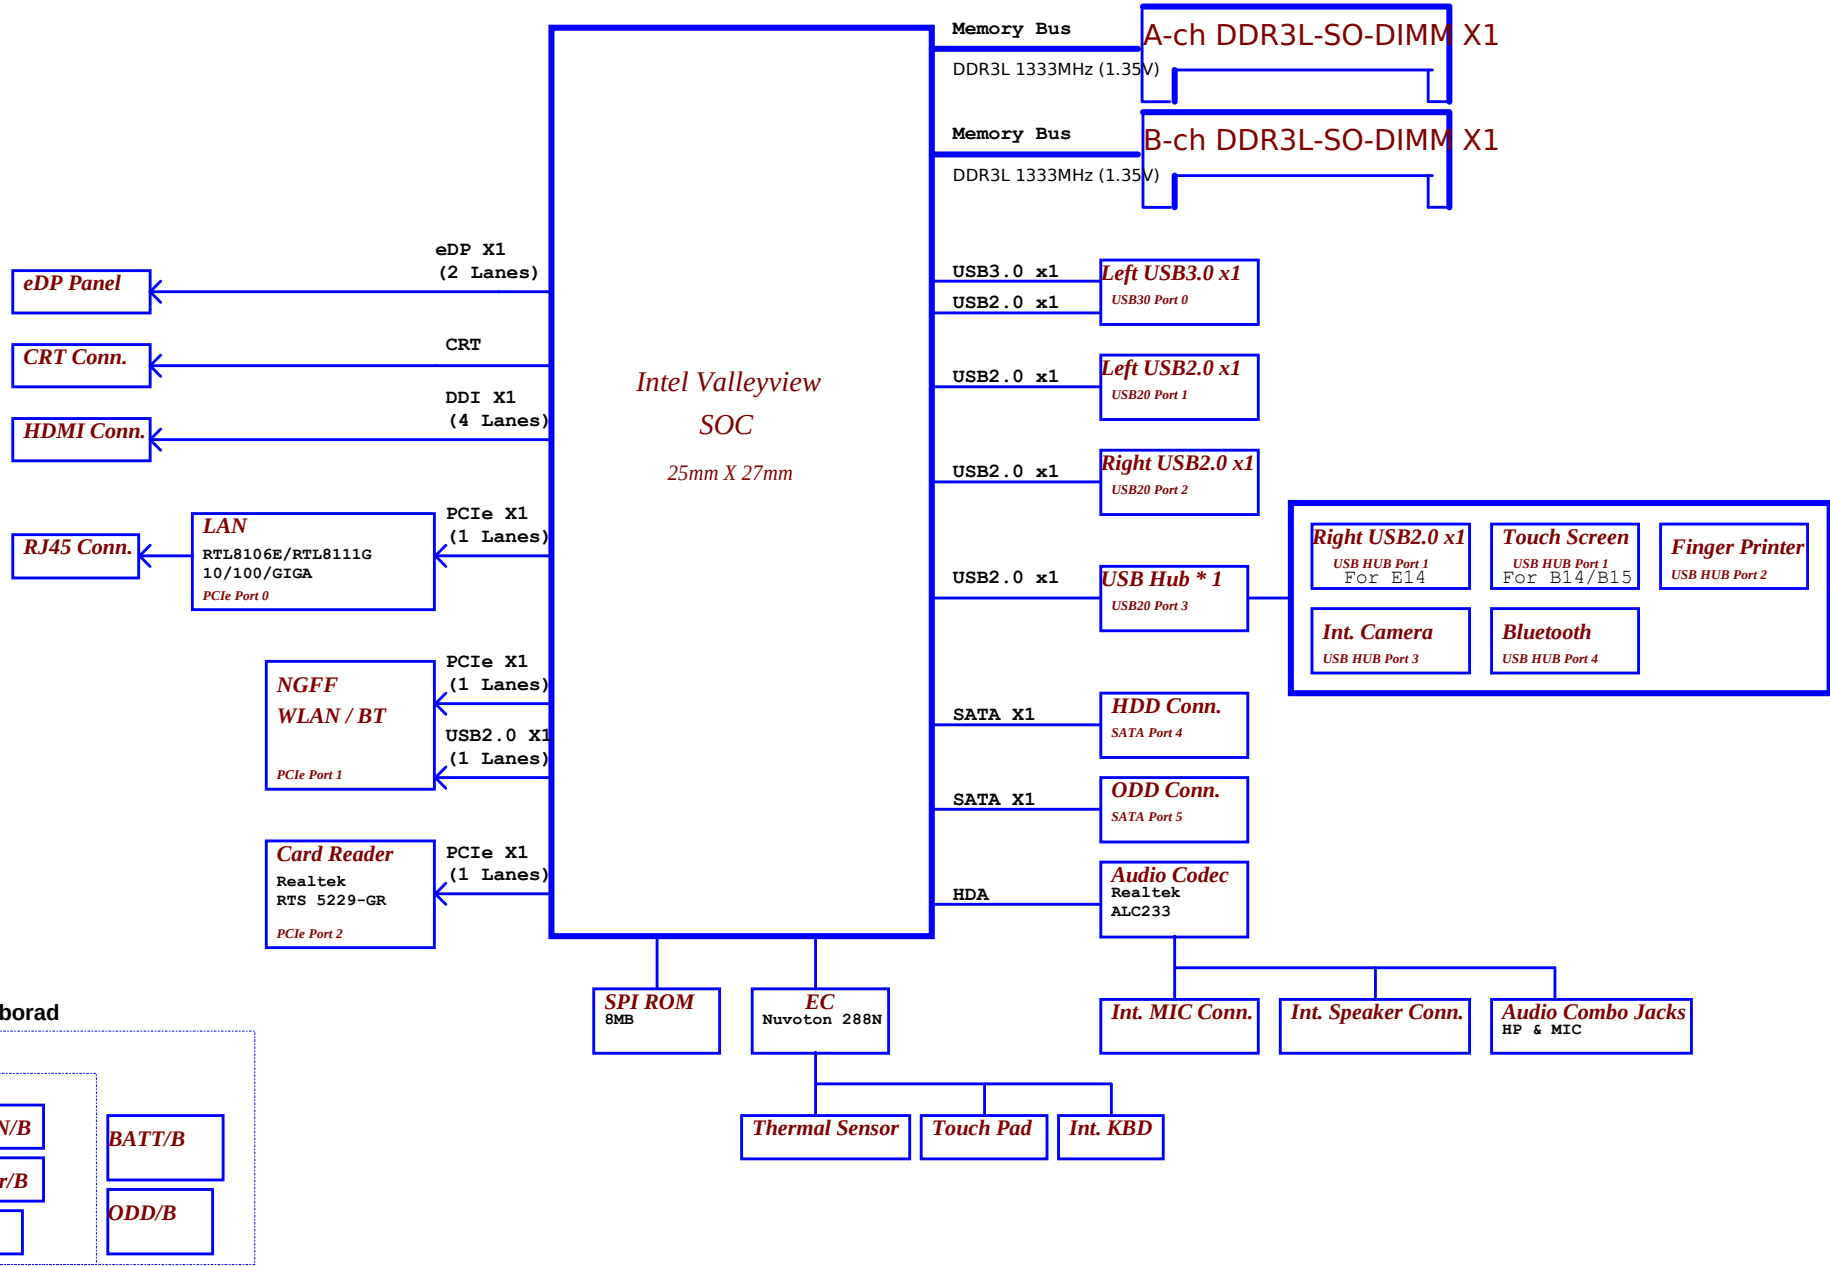 Memory Bus
A-ch DDR3L-SO-DIMM X1
DDR3L 1333MHz (1.35V)
Memory Bus
B-ch DDR3L-SO-DIMM X1
DDR3L 1333MHz (1.35V)
eDP X1
(2 Lanes)
eDP Panel
CRT
CRT Conn.
DDI X1
(4 Lanes)
HDMI Conn.
Intel Valleyview
SOC
25mm X 27mm
USB3.0 x1
USB2.0 x1
Left USB3.0 x1
USB30 Port 0
USB2.0 x1
Left USB2.0 x1
USB20 Port 1
USB2.0 x1
Right USB2.0 x1
USB20 Port 2
PCIe X1
(1 Lanes)
LAN
RTL8106E/RTL8111G
10/100/GIGA
PCIe Port 0
RJ45 Conn.
USB2.0 x1
USB Hub * 1
USB20 Port 3
Right USB2.0 x1
USB HUB Port 1
For E14
Touch Screen
USB HUB Port 1
For B14/B15
Finger Printer
USB HUB Port 2
Int. Camera
USB HUB Port 3
Bluetooth
USB HUB Port 4
PCIe X1
(1 Lanes)
NGFF
WLAN / BT
USB2.0 X1
(1 Lanes)
PCIe Port 1
SATA X1
HDD Conn.
SATA Port 4
SATA X1
ODD Conn.
SATA Port 5
PCIe X1
(1 Lanes)
Card Reader
Realtek
RTS 5229-GR
PCIe Port 2
HDA
Audio Codec
Realtek
ALC233
SPI ROM
8MB
EC
Nuvoton 288N
Int. MIC Conn.
Int. Speaker Conn.
Audio Combo Jacks
HP & MIC
Thermal Sensor
Touch Pad
Int. KBD
borad
N/B
r/B
BATT/B
ODD/B